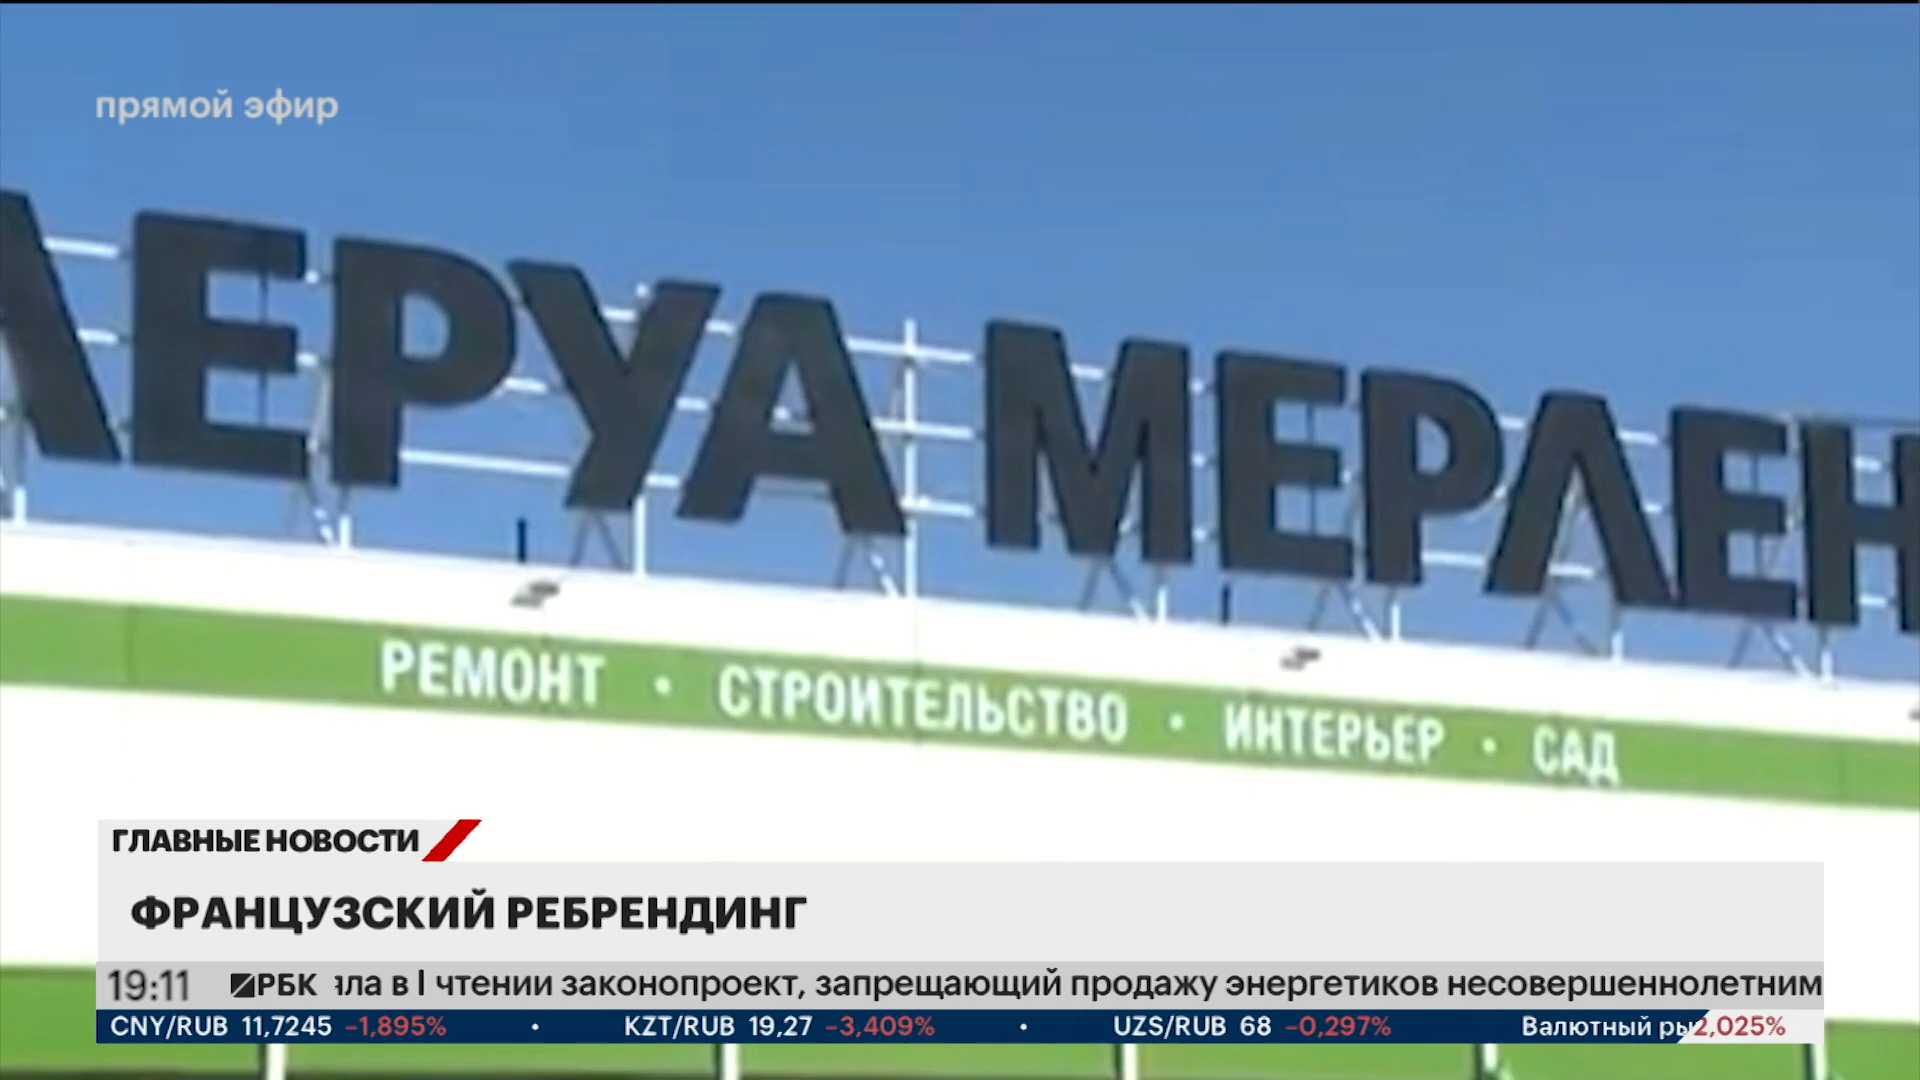 прямой эфир
ЛЕРУА МЕРЛЕН
РЕМОНТ · СТРОИТЕЛЬСТВО · ИНТЕРЬЕР · САД
ГЛАВНЫЕ НОВОСТИ
ФРАНЦУЗСКИЙ РЕБРЕНДИНГ
19:11 РБК в I чтении законопроект, запрещающий продажу энергетиков несовершеннолетним
CNY/RUB 11,7245 -1,895% · KZT/RUB 19,27 -3,409% · UZS/RUB 68 -0,297% Валютный 2,025%